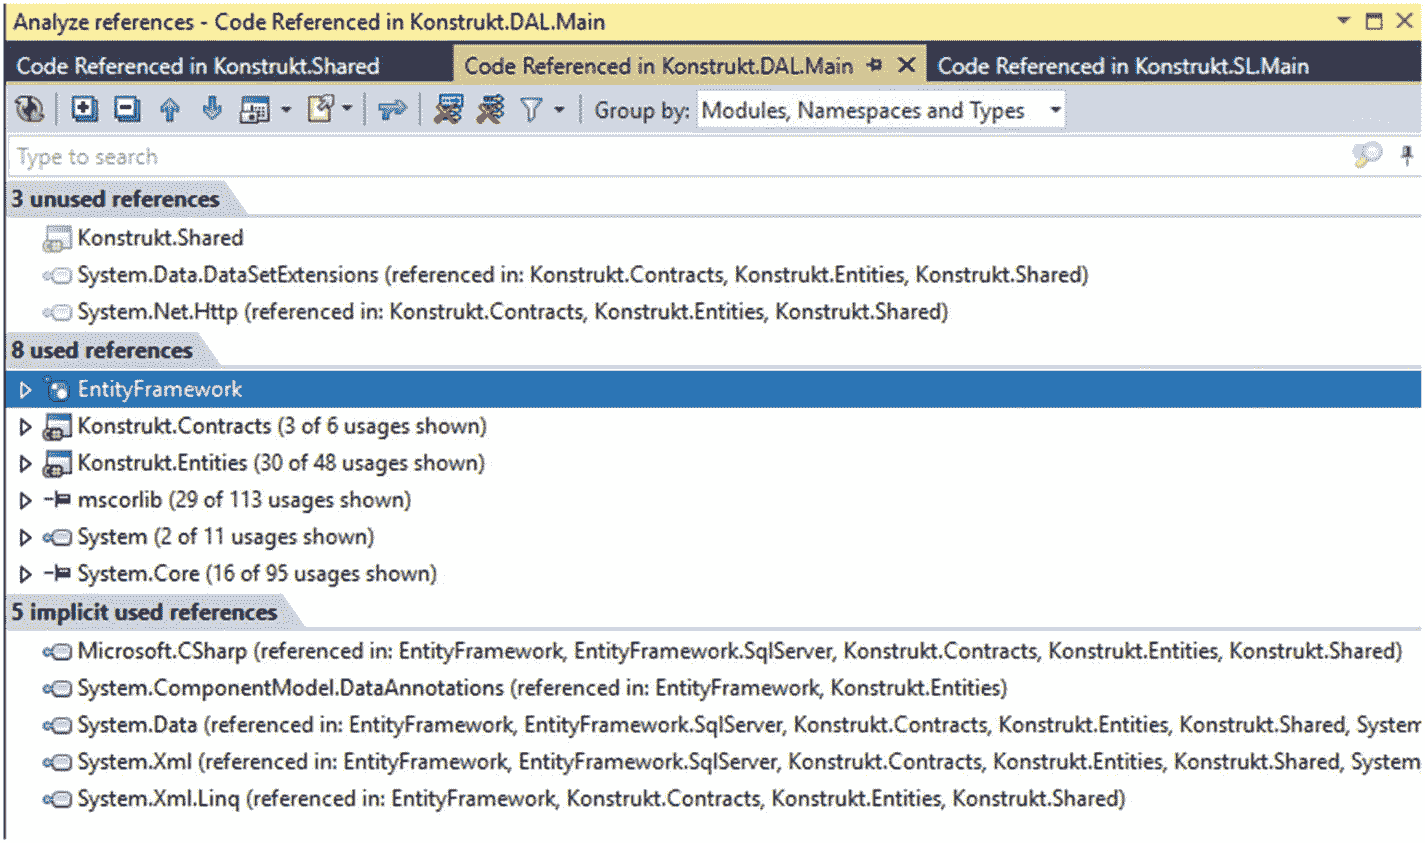 Analyze references - Code Referenced in Konstrukt.DAL.Main
Code Referenced in Konstrukt.Shared Code Referenced in Konstrukt.DAL.Main Code Referenced in Konstrukt.SL.Main
Group by: Modules, Namespaces and Types
Type to search
3 unused references
Konstrukt.Shared
System.Data.DataSetExtensions (referenced in: Konstrukt.Contracts, Konstrukt.Entities, Konstrukt.Shared)
System.Net.Http (referenced in: Konstrukt.Contracts, Konstrukt.Entities, Konstrukt.Shared)
8 used references
EntityFramework
Konstrukt.Contracts (3 of 6 usages shown)
Konstrukt.Entities (30 of 48 usages shown)
mscorlib (29 of 113 usages shown)
System (2 of 11 usages shown)
System.Core (16 of 95 usages shown)
5 implicit used references
Microsoft.CSharp (referenced in: EntityFramework, EntityFramework.SqlServer, Konstrukt.Contracts, Konstrukt.Entities, Konstrukt.Shared)
System.ComponentModel.DataAnnotations (referenced in: EntityFramework, Konstrukt.Entities)
System.Data (referenced in: EntityFramework, EntityFramework.SqlServer, Konstrukt.Contracts, Konstrukt.Entities, Konstrukt.Shared, System
System.Xml (referenced in: EntityFramework, EntityFramework.SqlServer, Konstrukt.Contracts, Konstrukt.Entities, Konstrukt.Shared, System
System.Xml.Linq (referenced in: EntityFramework, Konstrukt.Contracts, Konstrukt.Entities, Konstrukt.Shared)